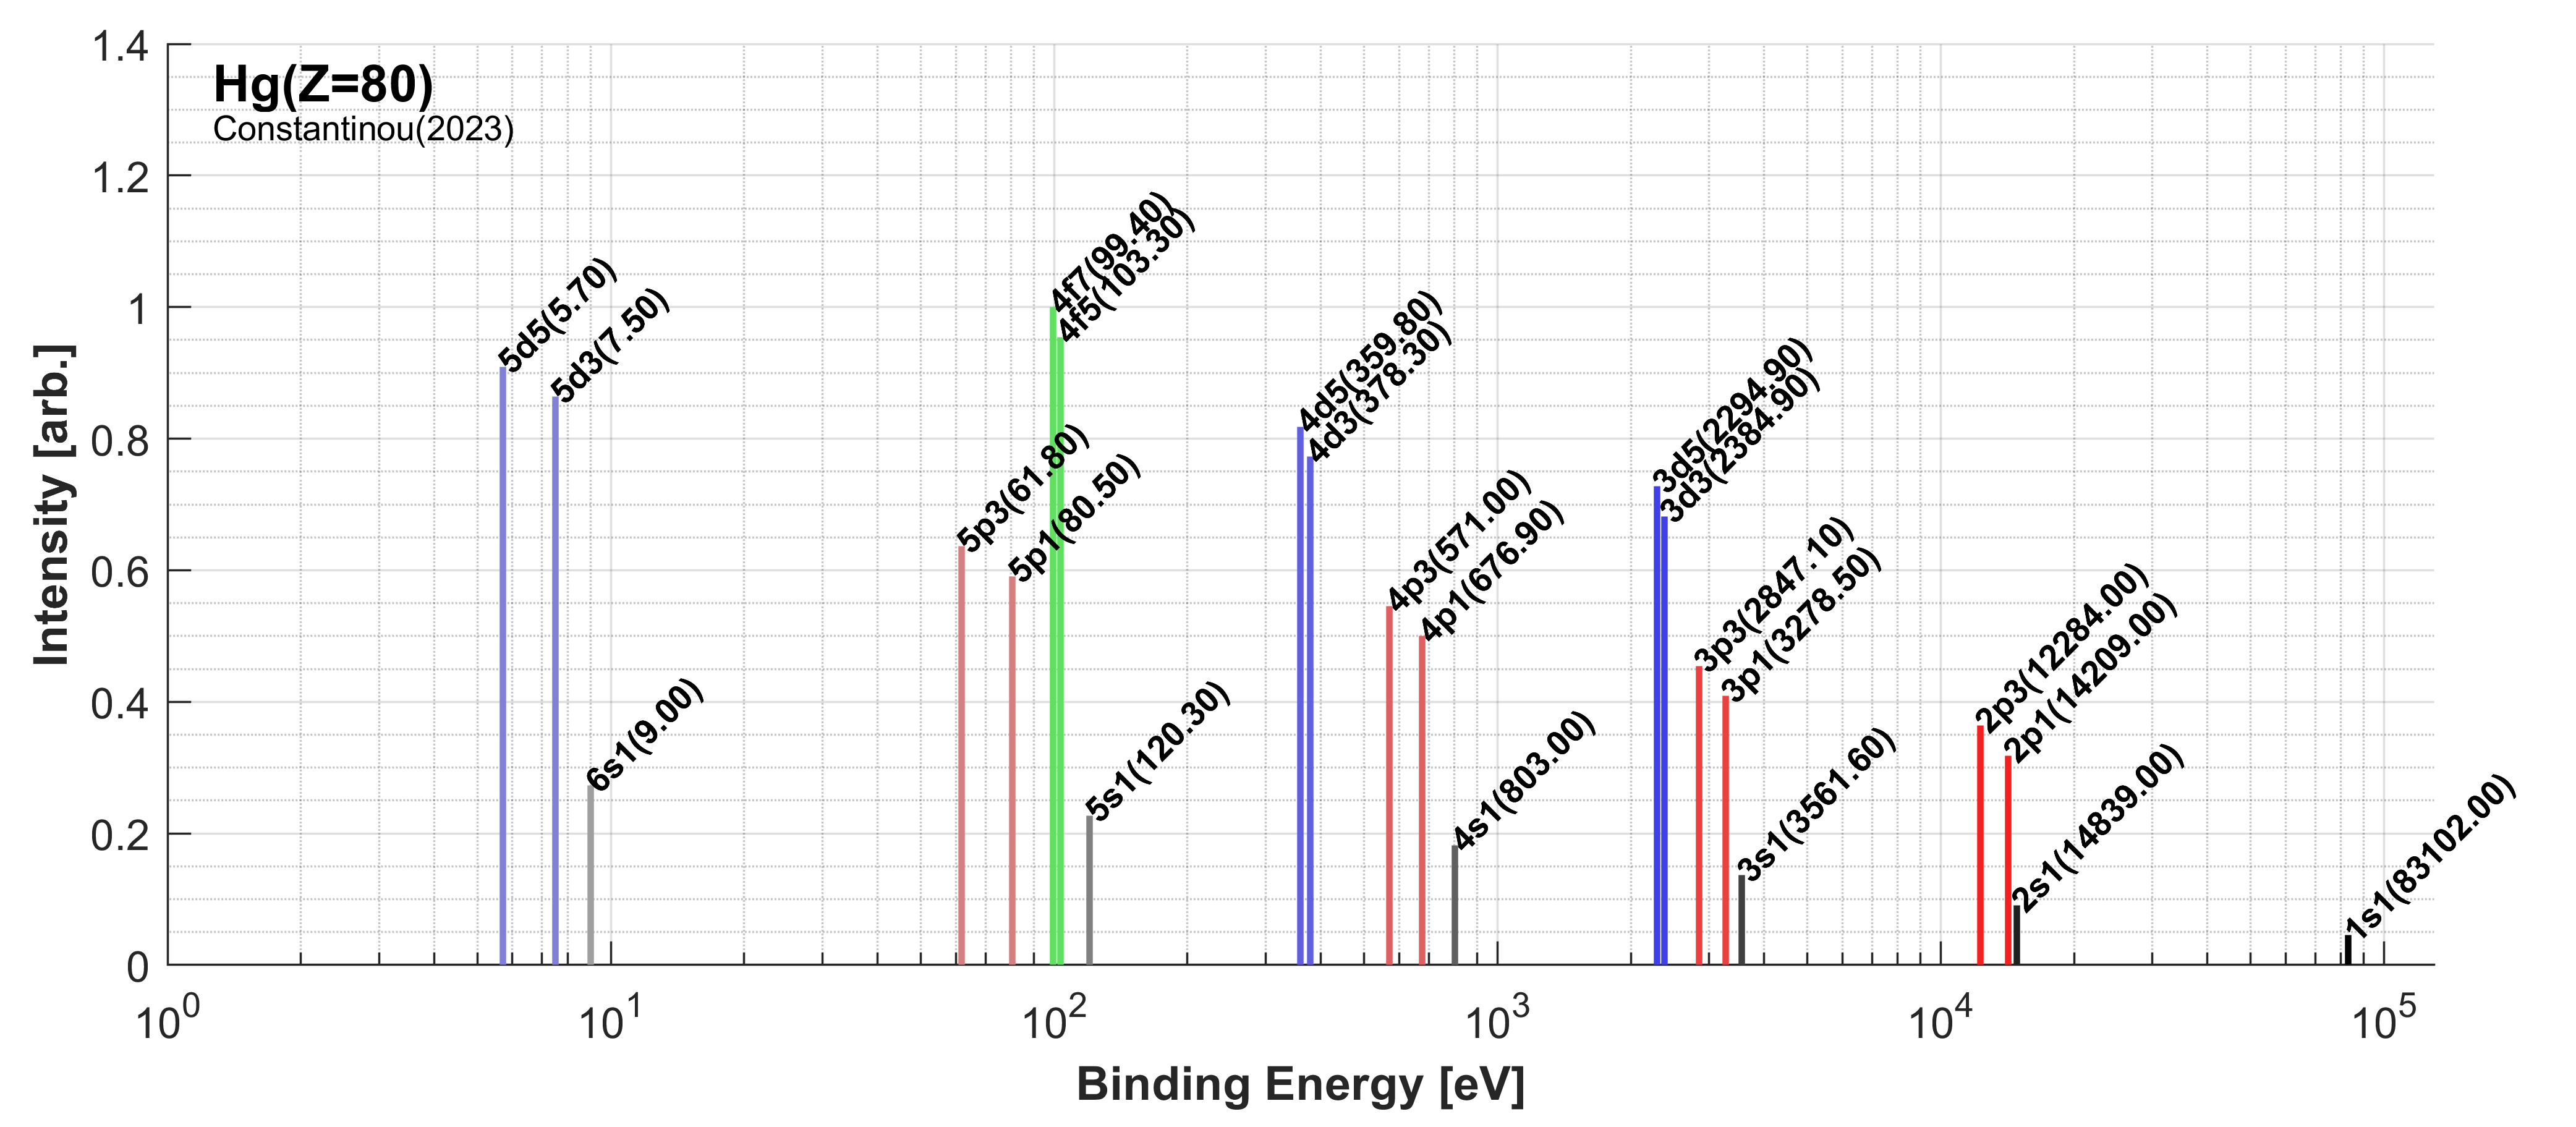 Hg(Z=80)
Constantinou(2023)
Intensity [arb.]
1.4
1.2
1
0.8
0.6
0.4
0.2
0
5d5(5.70)
5d3(7.50)
6s1(9.00)
5p3(61.80)
5p1(80.50)
4f7(99.40)
4f5(103.30)
5s1(120.30)
4d5(359.80)
4d3(378.30)
4p3(571.00)
4p1(676.90)
4s1(803.00)
3d5(2294.90)
3d3(2384.90)
3p3(2847.10)
3p1(3278.50)
3s1(3561.60)
2p3(12284.00)
2p1(14209.00)
2s1(14839.00)
1s1(83102.00)
10^0 10^1 10^2 10^3 10^4 10^5
Binding Energy [eV]